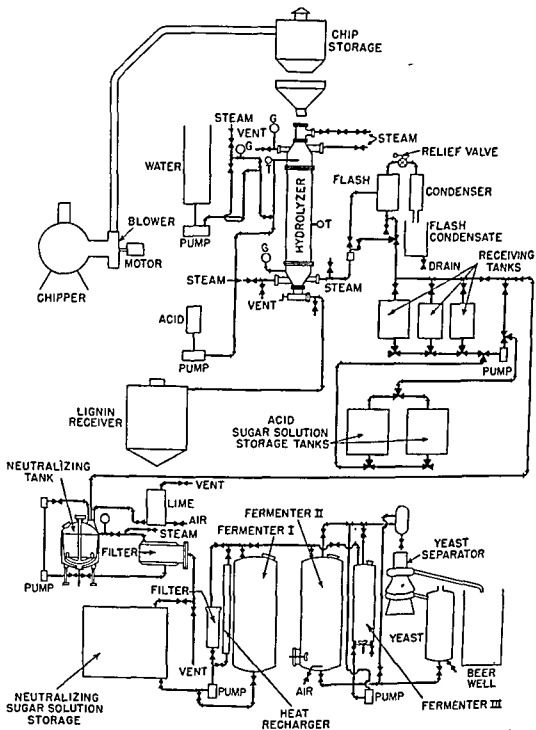 CHIP
STORAGE
STEAM
VENT
G
G
STEAM
WATER
T
RELIEF VALVE
FLASH
CONDENSER
HYDROLYZER
BLOWER
PUMP
T
FLASH
CONDENSATE
MOTOR
G
DRAIN
RECEIVING
TANKS
CHIPPER
STEAM
STEAM
VENT
ACID
PUMP
PUMP
LIGNIN
RECEIVER
ACID
SUGAR SOLUTION
STORAGE TANKS
NEUTRALIZING
TANK
VENT
LIME
AIR
STEAM
FILTER
PUMP
FERMENTER II
FERMENTER I
YEAST
SEPARATOR
FILTER
YEAST
VENT
AIR
PUMP
PUMP
BEER
WELL
HEAT
RECHARGER
FERMENTER III
NEUTRALIZING
SUGAR SOLUTION
STORAGE